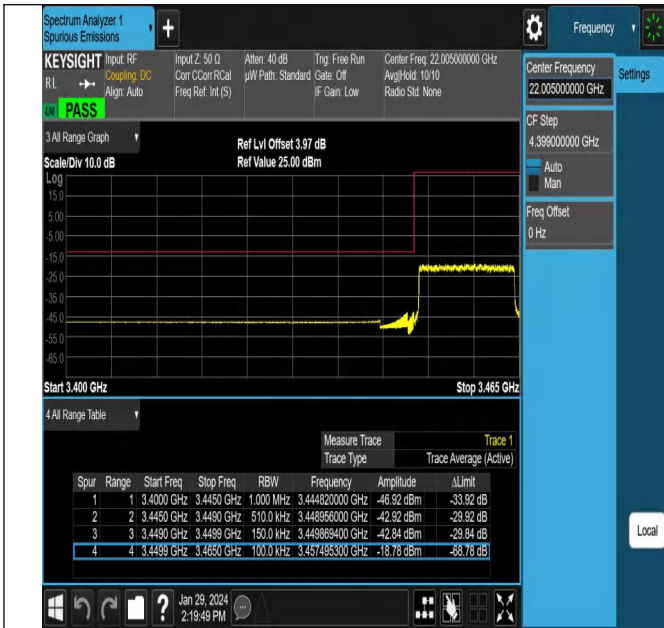 Spectrum Analyzer 1
Spurious Emissions
Frequency
KEYSIGHT
RL
LXI
PASS
Input: RF
Coupling: DC
Align: Auto
Input Z: 50 Ω
Corr CCorr RCal
Freq Ref: Int (S)
Atten: 40 dB
µW Path: Standard
Trig: Free Run
Gate: Off
IF Gain: Low
Center Freq: 22.005000000 GHz
Avg|Hold: 10/10
Radio Std: None
Center Frequency
22.005000000 GHz
Settings
CF Step
4.399000000 GHz
Auto
Man
Freq Offset
0 Hz
3 All Range Graph
Ref Lvl Offset 3.97 dB
Scale/Div 10.0 dB
Ref Value 25.00 dBm
Log
15.0
5.00
-5.00
-15.0
-25.0
-35.0
-45.0
-55.0
-65.0
Start 3.400 GHz
Stop 3.465 GHz
4 All Range Table
Measure Trace Trace 1
Trace Type Trace Average (Active)
Spur Range Start Freq Stop Freq RBW Frequency Amplitude ΔLimit
1 1 3.4000 GHz 3.4450 GHz 1.000 MHz 3.444820000 GHz -46.92 dBm -33.92 dB
2 2 3.4450 GHz 3.4490 GHz 510.0 kHz 3.448956000 GHz -42.92 dBm -29.92 dB
3 3 3.4490 GHz 3.4499 GHz 150.0 kHz 3.449869400 GHz -42.84 dBm -29.84 dB
4 4 3.4499 GHz 3.4650 GHz 100.0 kHz 3.457495300 GHz -18.78 dBm -68.78 dB
Local
Jan 29, 2024
2:19:49 PM